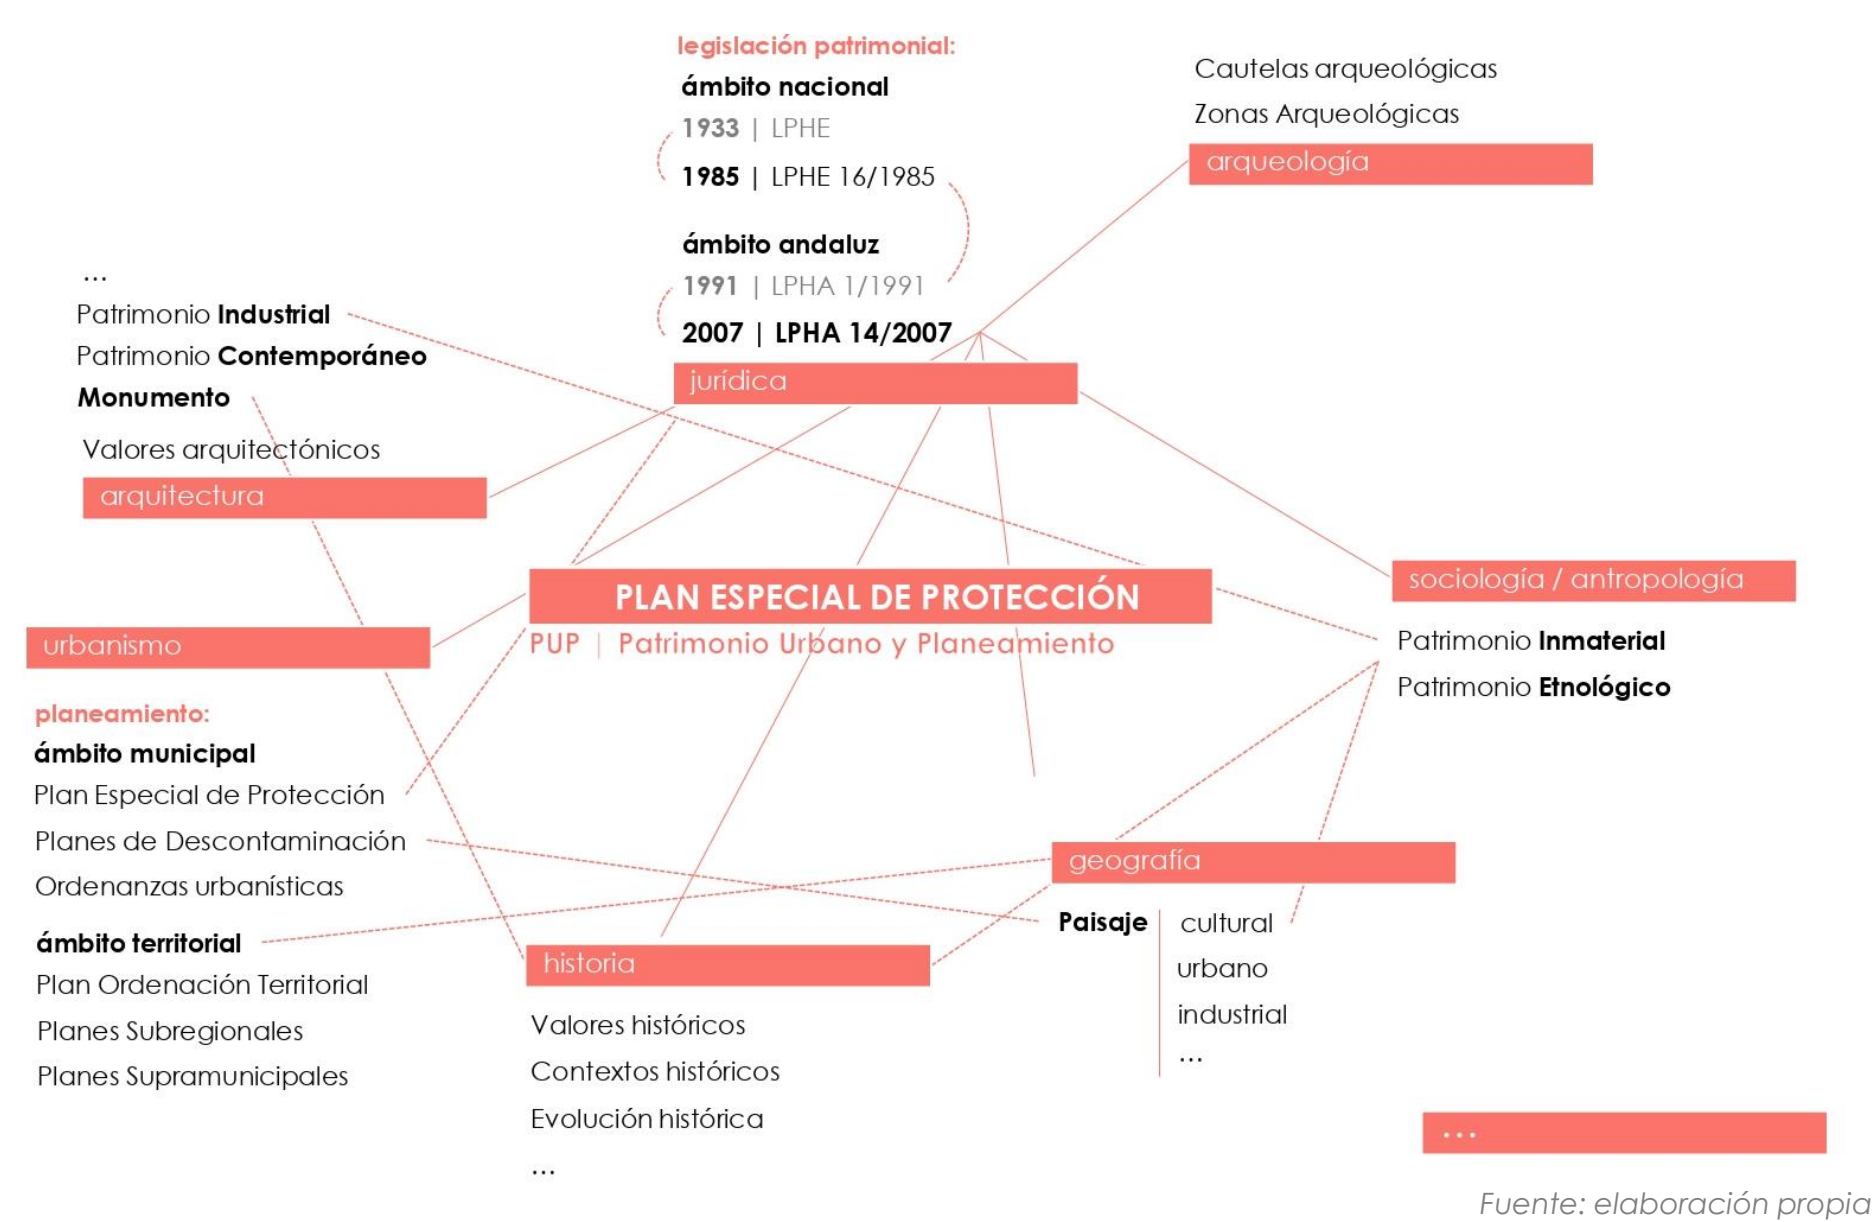 legislación patrimonial:
ámbito nacional
1933 | LPHE
1985 | LPHE 16/1985
ámbito andaluz
1991 | LPHA 1/1991
2007 | LPHA 14/2007
jurídica
Cautelas arqueológicas
Zonas Arqueológicas
arqueología
...
Patrimonio Industrial
Patrimonio Contemporáneo
Monumento
Valores arquitectónicos
arquitectura
PLAN ESPECIAL DE PROTECCIÓN
PUP | Patrimonio Urbano y Planeamiento
sociología / antropología
Patrimonio Inmaterial
Patrimonio Etnológico
urbanismo
planeamiento:
ámbito municipal
Plan Especial de Protección
Planes de Descontaminación
Ordenanzas urbanísticas
ámbito territorial
Plan Ordenación Territorial
Planes Subregionales
Planes Supramunicipales
historia
Valores históricos
Contextos históricos
Evolución histórica
...
geografía
Paisaje
cultural
urbano
industrial
...
...
Fuente: elaboración propia